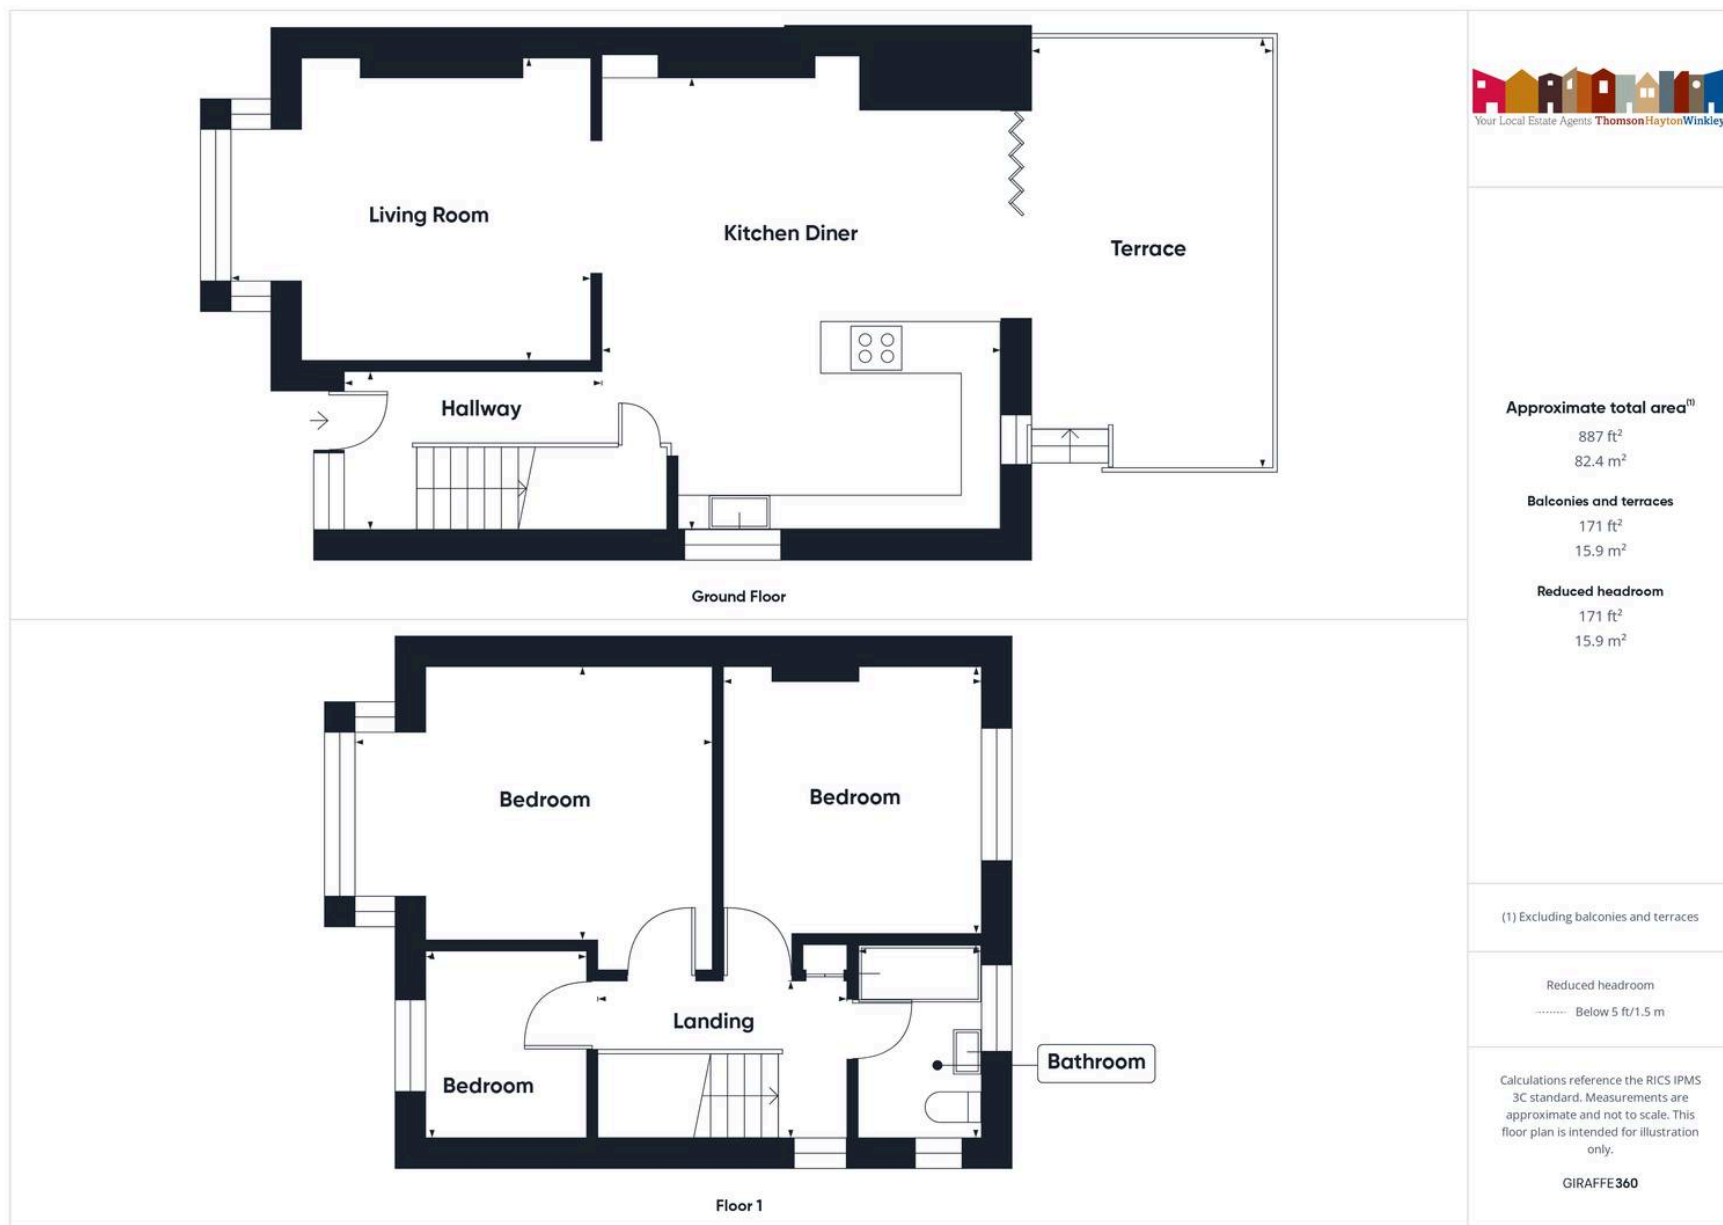 Living Room
Kitchen Diner
Terrace
Hallway
Ground Floor
Bedroom
Bedroom
Landing
Bedroom
Bathroom
Floor 1
Your Local Estate Agents ThomsonHaytonWinkley
Approximate total area(1)
887 ft²
82.4 m²
Balconies and terraces
171 ft²
15.9 m²
Reduced headroom
171 ft²
15.9 m²
(1) Excluding balconies and terraces
Reduced headroom
Below 5 ft/1.5 m
Calculations reference the RICS IPMS
3C standard. Measurements are
approximate and not to scale. This
floor plan is intended for illustration
only.
GIRAFFE360